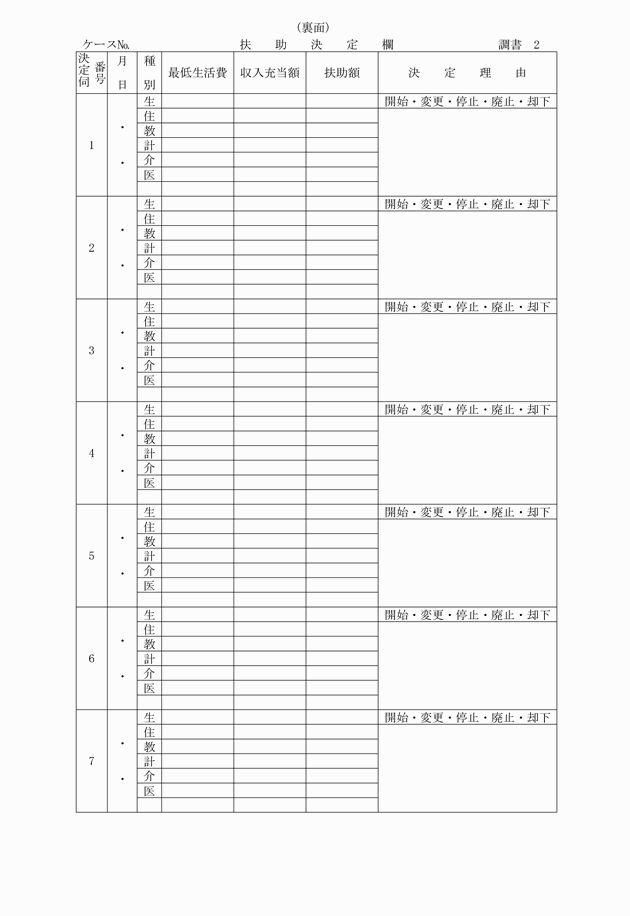 （裏面）
ケース№　扶助決定欄　調書　2
決定伺番号　月日　種別　最低生活費　収入充当額　扶助額　決定理由
1　・・　生　開始・変更・停止・廃止・却下
住
教
計
介
医
2　・・　生　開始・変更・停止・廃止・却下
住
教
計
介
医
3　・・　生　開始・変更・停止・廃止・却下
住
教
計
介
医
4　・・　生　開始・変更・停止・廃止・却下
住
教
計
介
医
5　・・　生　開始・変更・停止・廃止・却下
住
教
計
介
医
6　・・　生　開始・変更・停止・廃止・却下
住
教
計
介
医
7　・・　生　開始・変更・停止・廃止・却下
住
教
計
介
医